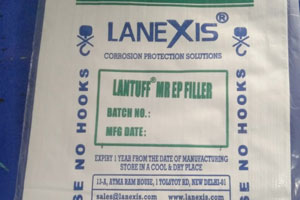 LANEXIS®
CORROSION PROTECTION SOLUTIONS
LANTUFF® MR EP FILLER
BATCH NO.:
MFG DATE:
EXPIRY 1 YEAR FROM THE DATE OF MANUFACTURING
STORE IN A COOL & DRY PLACE
13-A, ATMA RAM HOUSE, 1 TOLSTOY RD, NEW DELHI-01
sales@lanexis.com www.lanexis.com
SE NO HOOKS
USE NO HOOKS